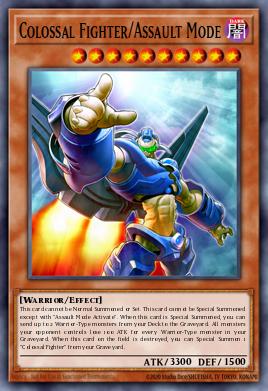 Colossal Fighter/Assault Mode
DARK
闇
[Warrior/Effect]
This card cannot be Normal Summoned or Set. This card cannot be Special Summoned
except with "Assault Mode Activate". When this card is Special Summoned, you can
send up to 2 Warrior-Type monsters from your Deck to the Graveyard. All monsters
your opponent controls lose 100 ATK for every Warrior-Type monster in your
Graveyard. When this card on the field is destroyed, you can Special Summon 1
"Colossal Fighter" from your Graveyard.
ATK/3300 DEF/1500
©2020 Studio Dice/SHUEISHA, TV TOKYO, KONAMI